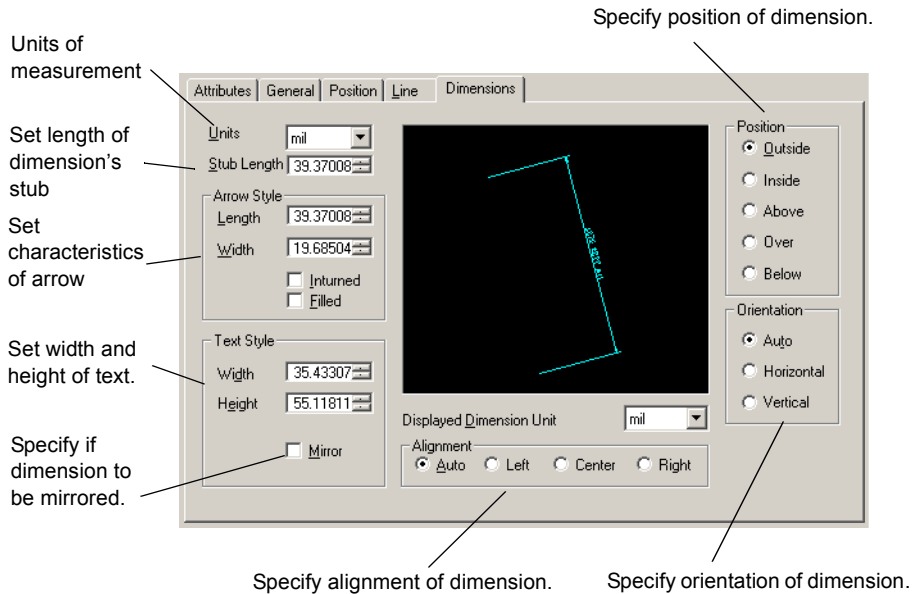 Specify position of dimension.
Units of
measurement
Attributes General Position Line Dimensions
Units mil
Set length of
dimension's
stub
Stub Length 39.37008
Arrow Style
Length 39.37008
Width 19.68504
Inturned
Filled
Set
characteristics
of arrow
Text Style
Width 35.43307
Height 55.11811
Mirror
Set width and
height of text.
Specify if
dimension to
be mirrored.
Displayed Dimension Unit mil
Alignment
Auto Left Center Right
Position
Outside
Inside
Above
Over
Below
Orientation
Auto
Horizontal
Vertical
Specify alignment of dimension.
Specify orientation of dimension.